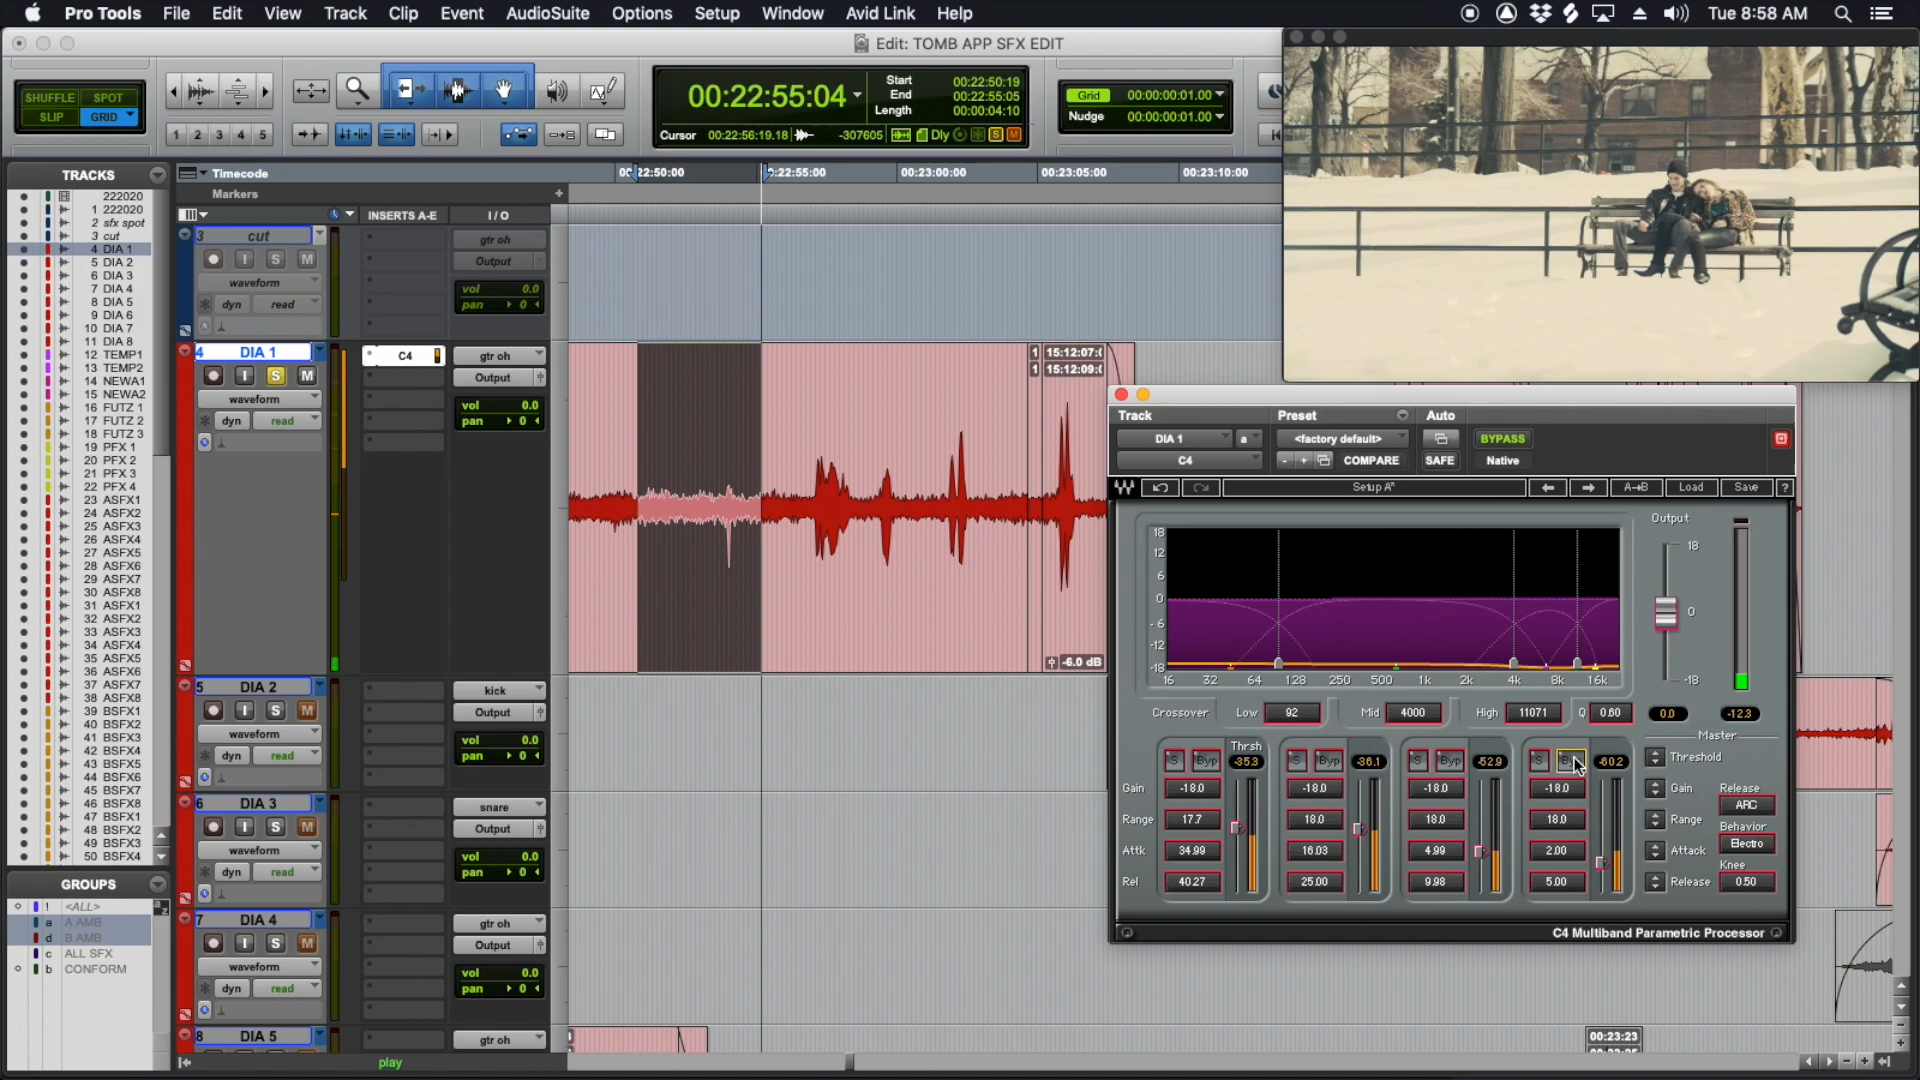 Pro Tools File Edit View Track Clip Event AudioSuite Options Setup Window Avid Link Help Tue 8:58 AM
Edit: TOMB APP SFX EDIT
SHUFFLE SPOT
SLIP GRID
1 2 3 4 5
00:22:55:04
Start 00:22:50:19
End 00:22:55:05
Length 00:00:04:10
Cursor 00:22:56:19.18 -307605 Dly S M
Grid 00:00:00:01.00
Nudge 00:00:00:01.00
TRACKS
222020
1 222020
2 sfx spot
3 cut
4 DIA 1
5 DIA 2
6 DIA 3
7 DIA 4
8 DIA 5
9 DIA 6
10 DIA 7
11 DIA 8
12 TEMP1
13 TEMP2
14 NEWA1
15 NEWA2
16 FUTZ 1
17 FUTZ 2
18 FUTZ 3
19 PFX 1
20 PFX 2
21 PFX 3
22 PFX 4
23 ASFX1
24 ASFX2
25 ASFX3
26 ASFX4
27 ASFX5
28 ASFX6
29 ASFX7
30 ASFX8
31 ASFX1
32 ASFX2
33 ASFX3
34 ASFX4
35 ASFX5
36 ASFX6
37 ASFX7
38 ASFX8
39 BSFX1
40 BSFX2
41 BSFX3
42 BSFX4
43 BSFX5
44 BSFX6
45 BSFX7
46 BSFX8
47 BSFX1
48 BSFX2
49 BSFX3
50 BSFX4
GROUPS
! <ALL>
a A AMB
d B AMB
c ALL SFX
b CONFORM
Timecode 22:50:00 22:55:00 00:23:00:00 00:23:05:00 00:23:10:00
Markers
INSERTS A-E I/O
3 cut
I S M
waveform
dyn read
gtr oh
Output
vol 0.0
pan 0
4 DIA 1
I S M
waveform
dyn read
C4
gtr oh
Output
vol 0.0
pan 0
1 15:12:07:
1 15:12:09:
-6.0 dB
5 DIA 2
I S M
waveform
dyn read
kick
Output
vol 0.0
pan 0
6 DIA 3
I S M
waveform
dyn read
snare
Output
vol 0.0
pan 0
7 DIA 4
I S M
waveform
dyn read
gtr oh
Output
vol 0.0
pan 0
8 DIA 5
gtr oh
play
00:23:23
Track Preset Auto
DIA 1 a <factory default> BYPASS
C4 - + COMPARE SAFE Native
Setup A* A→B Load Save ?
18
12
6
0
-6
-12
-18
16 32 64 128 250 500 1k 2k 4k 8k 16k
Output
18
0
-18
0.0 -12.3
Crossover Low 92 Mid 4000 High 11071 Q 0.60
Master
Thrsh
S Byp -35.3 S Byp -36.1 S Byp -52.9 S -60.2 Threshold
Gain -18.0 -18.0 -18.0 -18.0 Gain Release
ARC
Range 17.7 18.0 18.0 18.0 Range Behavior
Electro
Attk 34.99 16.03 4.99 2.00 Attack Knee
Rel 40.27 25.00 9.98 5.00 Release 0.50
C4 Multiband Parametric Processor